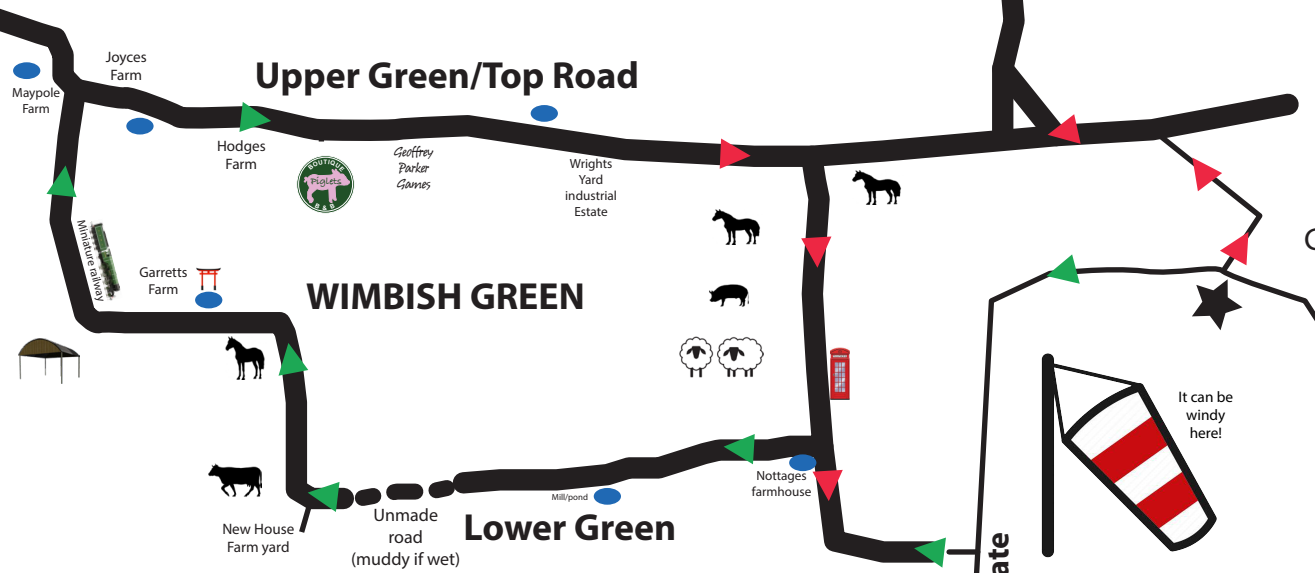 Joyces
Farm
Upper Green/Top Road
Maypole
Farm
Hodges
Farm
BOUTIQUE
Piglets
B & B
Geoffrey
Parker
Games
Wrights
Yard
industrial
Estate
Miniature railway
Garretts
Farm
WIMBISH GREEN
It can be
windy
here!
Nottages
farmhouse
Mill/pond
Lower Green
New House
Farm yard
Unmade
road
(muddy if wet)
ate